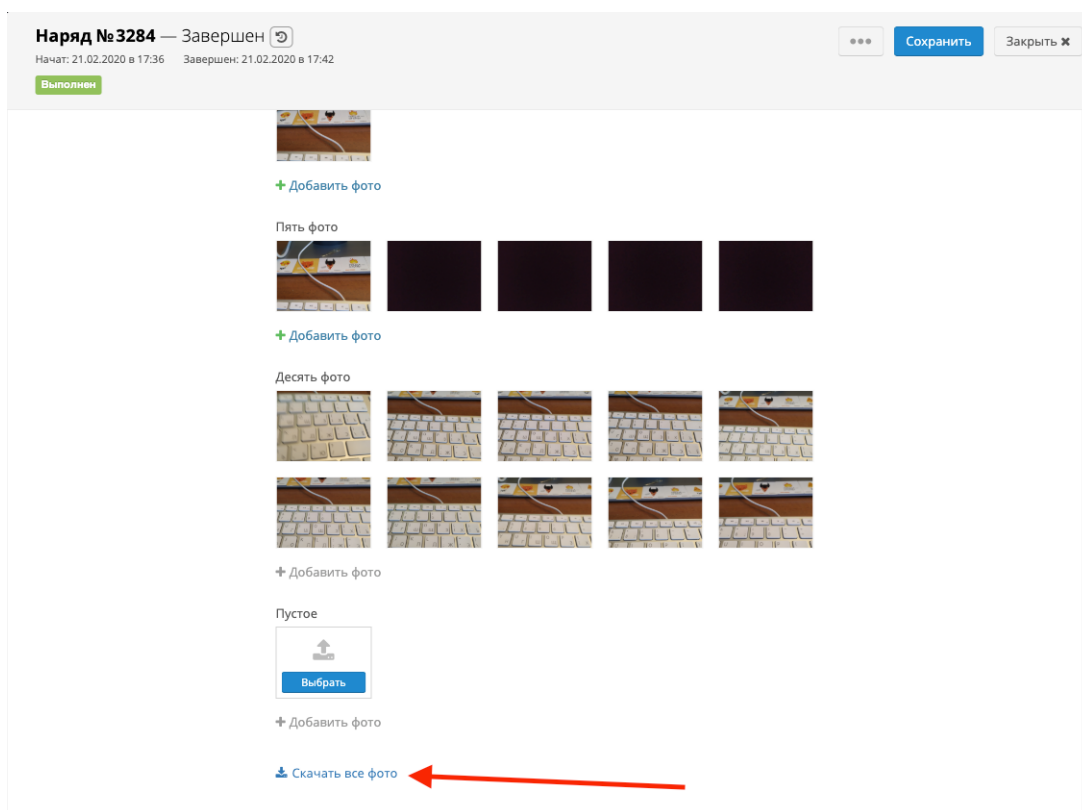 Наряд №3284 — Завершен
Начат: 21.02.2020 в 17:36 Завершен: 21.02.2020 в 17:42
Выполнен
••• Сохранить Закрыть ✖
+ Добавить фото
Пять фото
+ Добавить фото
Десять фото
+ Добавить фото
Пустое
Выбрать
+ Добавить фото
Скачать все фото